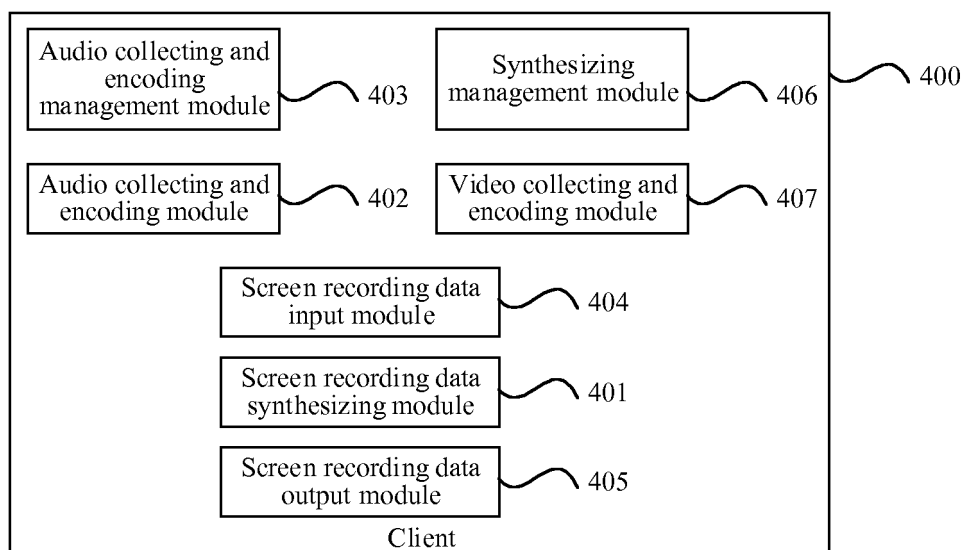 Audio collecting and
encoding
management module
403
Synthesizing
management module
406
400
Audio collecting and
encoding module
402
Video collecting and
encoding module
407
Screen recording data
input module
404
Screen recording data
synthesizing module
401
Screen recording data
output module
405
Client